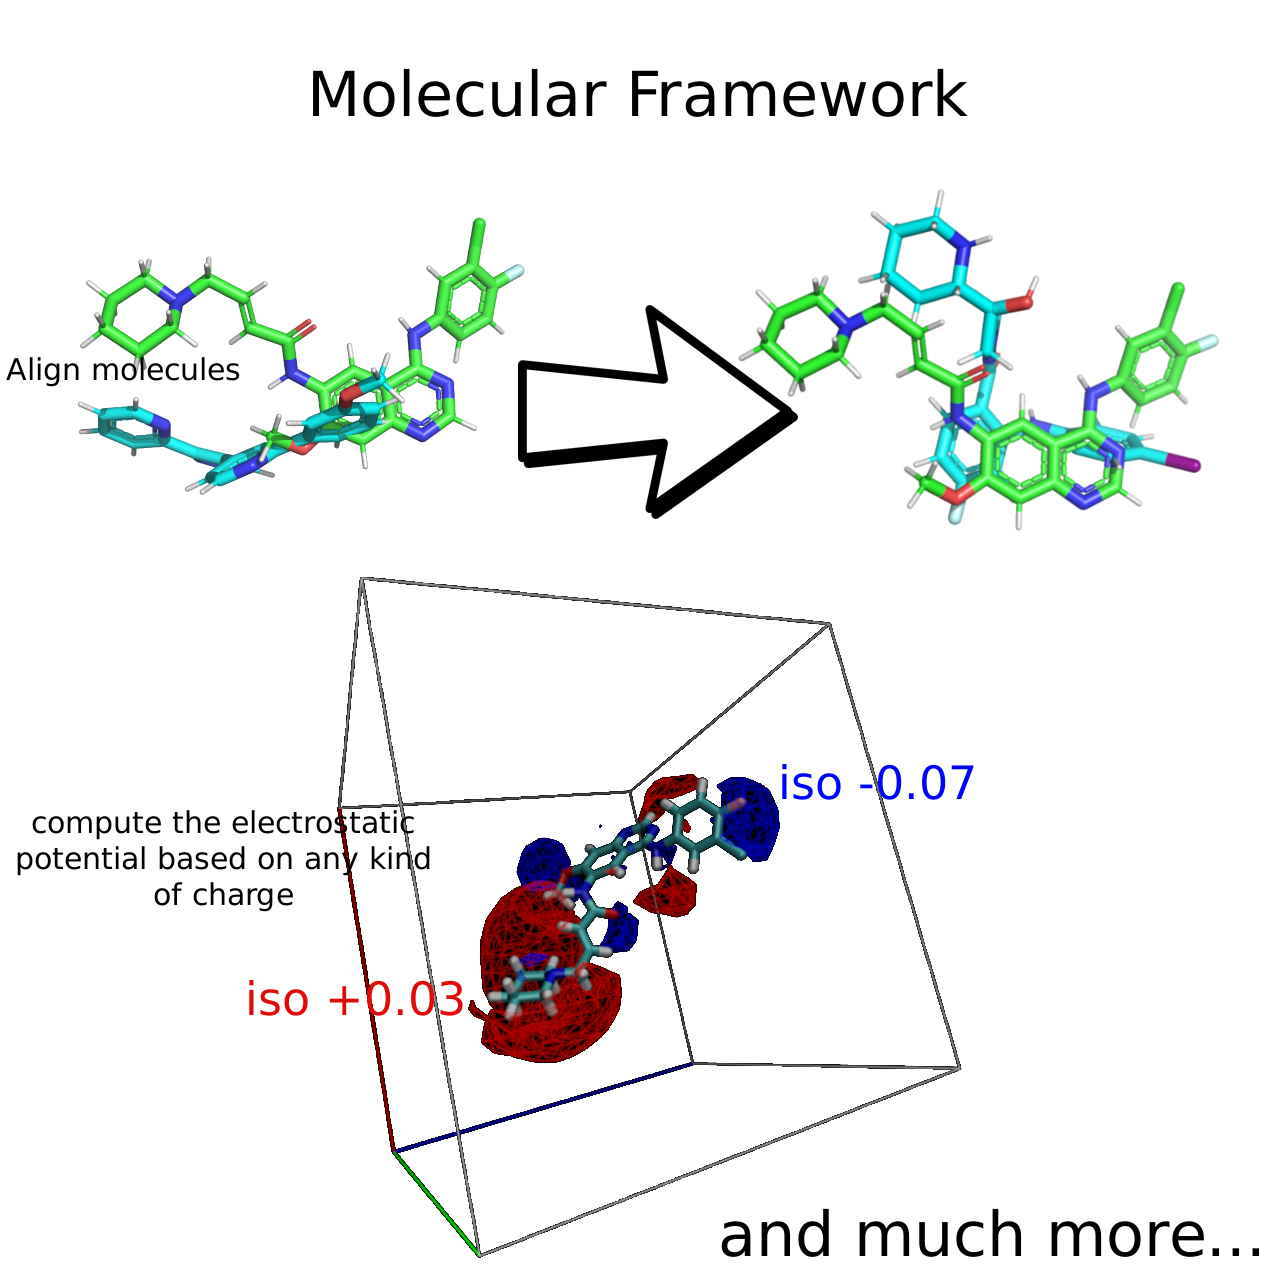 Molecular Framework
Align molecules
iso -0.07
compute the electrostatic
potential based on any kind
of charge
iso +0.03
and much more...